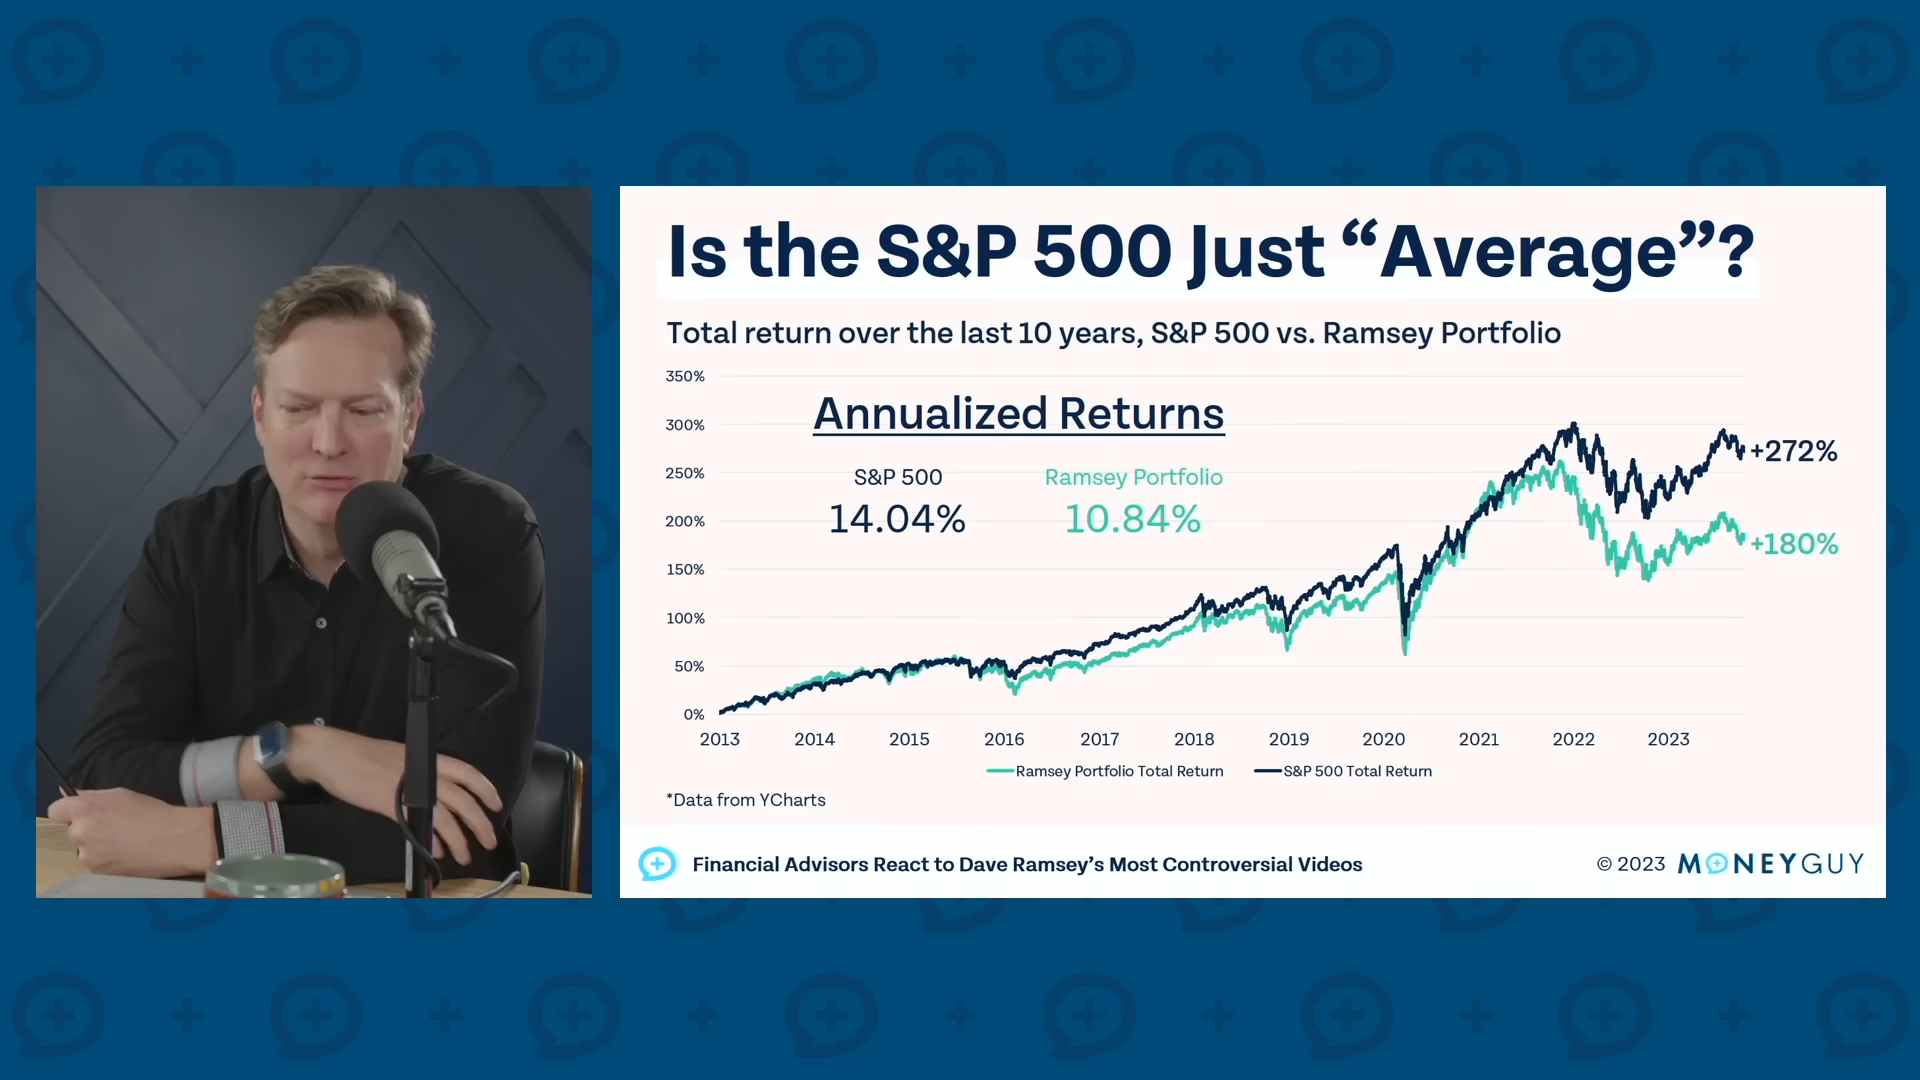 Is the S&P 500 Just “Average”?
Total return over the last 10 years, S&P 500 vs. Ramsey Portfolio
350%
300%
250%
200%
150%
100%
50%
0%
Annualized Returns
S&P 500
Ramsey Portfolio
14.04%
10.84%
+272%
+180%
2013 2014 2015 2016 2017 2018 2019 2020 2021 2022 2023
Ramsey Portfolio Total Return S&P 500 Total Return
*Data from YCharts
Financial Advisors React to Dave Ramsey’s Most Controversial Videos
© 2023 MONEYGUY